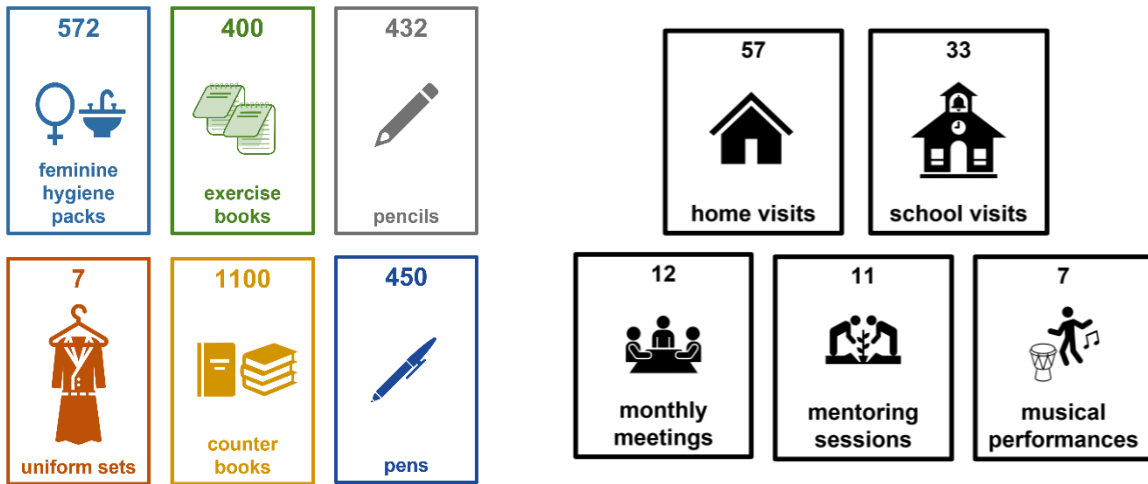 572
feminine
hygiene
packs
400
exercise
books
432
pencils
7
uniform sets
1100
counter
books
450
pens
57
home visits
33
school visits
12
monthly
meetings
11
mentoring
sessions
7
musical
performances